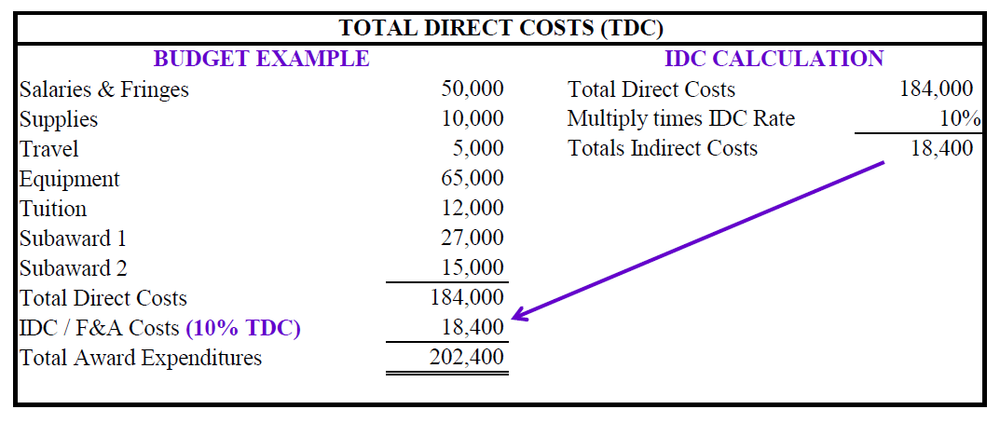 TOTAL DIRECT COSTS (TDC)
BUDGET EXAMPLE IDC CALCULATION
Salaries & Fringes 50,000 Total Direct Costs 184,000
Supplies 10,000 Multiply times IDC Rate 10%
Travel 5,000 Totals Indirect Costs 18,400
Equipment 65,000
Tuition 12,000
Subaward 1 27,000
Subaward 2 15,000
Total Direct Costs 184,000
IDC / F&A Costs (10% TDC) 18,400
Total Award Expenditures 202,400